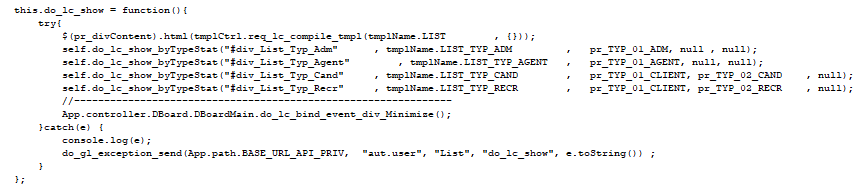 this.do_lc_show = function(){
try{
$(pr_divContent).html(tmplCtrl.req_lc_compile_tmpl(tmplName.LIST , {}));
self.do_lc_show_byTypeStat("#div_List_Typ_Adm" , tmplName.LIST_TYP_ADM , pr_TYP_01_ADM, null , null);
self.do_lc_show_byTypeStat("#div_List_Typ_Agent" , tmplName.LIST_TYP_AGENT , pr_TYP_01_AGENT, null, null);
self.do_lc_show_byTypeStat("#div_List_Typ_Cand" , tmplName.LIST_TYP_CAND , pr_TYP_01_CLIENT, pr_TYP_02_CAND , null);
self.do_lc_show_byTypeStat("#div_List_Typ_Recr" , tmplName.LIST_TYP_RECR , pr_TYP_01_CLIENT, pr_TYP_02_RECR , null);
//---------------------------------------------------------------
App.controller.DBoard.DBoardMain.do_lc_bind_event_div_Minimize();
}catch(e) {
console.log(e);
do_gl_exception_send(App.path.BASE_URL_API_PRIV, "aut.user", "List", "do_lc_show", e.toString()) ;
}
};